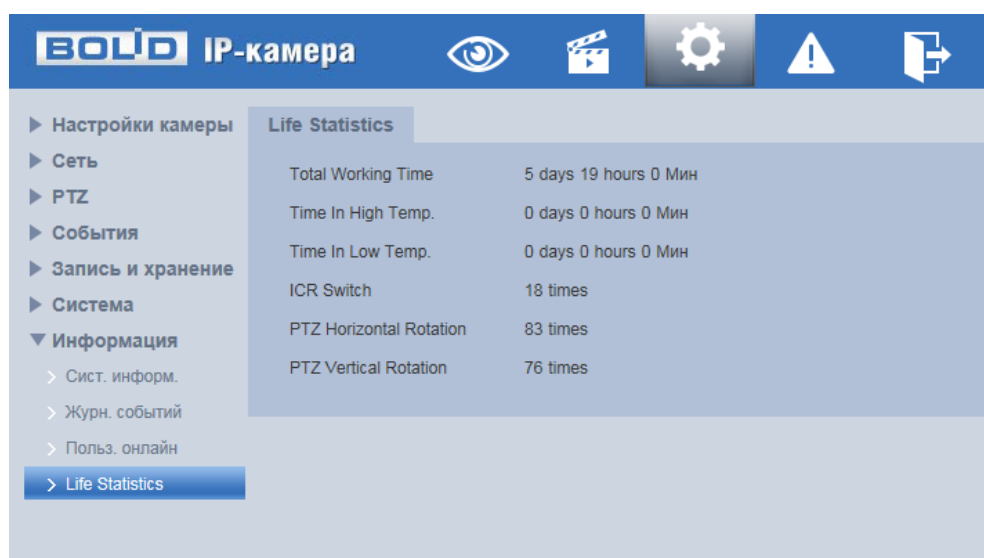 BOLID IP-камера
Настройки камеры
Сеть
PTZ
События
Запись и хранение
Система
Информация
Сист. информ.
Журн. событий
Польз. онлайн
Life Statistics
Life Statistics
Total Working Time 5 days 19 hours 0 Мин
Time In High Temp. 0 days 0 hours 0 Мин
Time In Low Temp. 0 days 0 hours 0 Мин
ICR Switch 18 times
PTZ Horizontal Rotation 83 times
PTZ Vertical Rotation 76 times